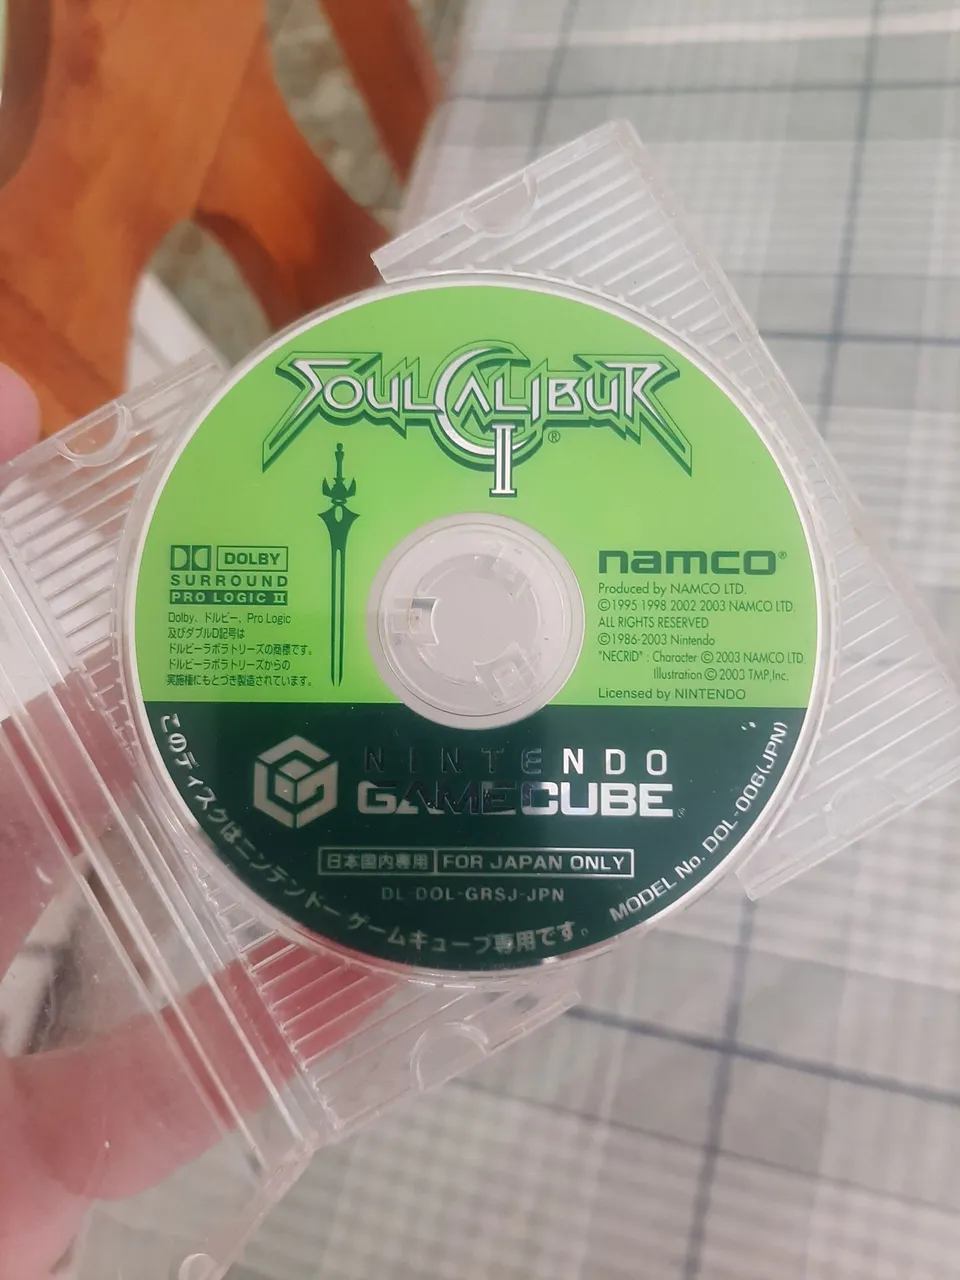 SOULCALIBUR
II®
DOLBY
SURROUND
PRO LOGIC II
Dolby、ドルビー、Pro Logic
及びダブルD記号は
ドルビーラボラトリーズの商標です。
ドルビーラボラトリーズからの
実施権にもとづき製造されています。
namco®
Produced by NAMCO LTD.
©1995 1998 2002 2003 NAMCO LTD.
ALL RIGHTS RESERVED
©1986-2003 Nintendo
"NECRID" : Character © 2003 NAMCO LTD.
Illustration © 2003 TMP,Inc.
Licensed by NINTENDO
NINTENDO
GAMECUBE
日本国内専用 FOR JAPAN ONLY
DL-DOL-GRSJ-JPN
このディスクはニンテンドー ゲームキューブ専用です。
MODEL No. DOL-006(JPN)